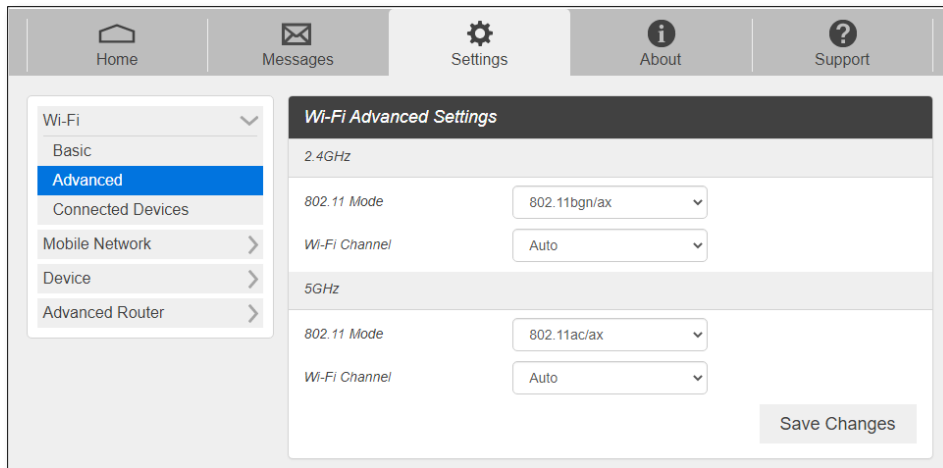 Home Messages Settings About Support
Wi-Fi
Basic
Advanced
Connected Devices
Mobile Network
Device
Advanced Router
Wi-Fi Advanced Settings
2.4GHz
802.11 Mode 802.11bgn/ax
Wi-Fi Channel Auto
5GHz
802.11 Mode 802.11ac/ax
Wi-Fi Channel Auto
Save Changes